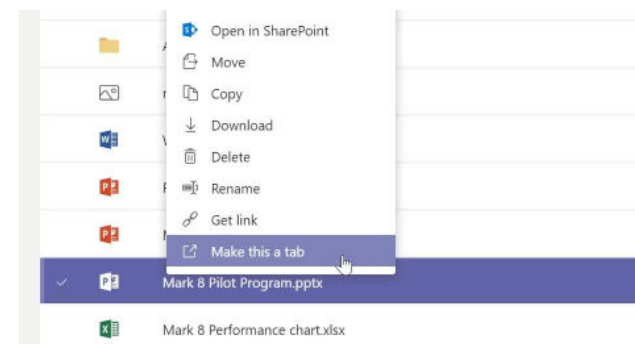 Open in SharePoint
Move
Copy
Download
Delete
Rename
Get link
Make this a tab
Mark 8 Pilot Program.pptx
Mark 8 Performance chart.xlsx